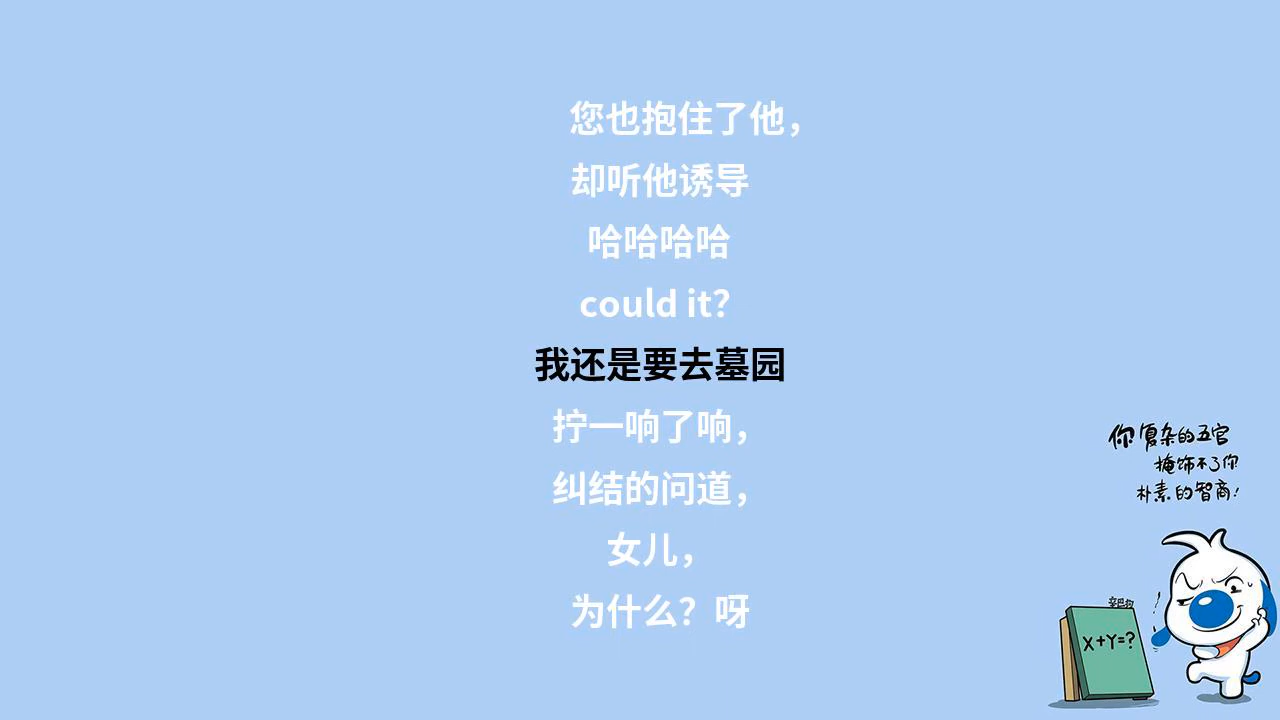 您也抱住了他，
却听他诱导
哈哈哈哈
could it？
我还是要去墓园
拧一响了响，
纠结的问道，
女儿，
为什么？呀
你复杂的五官
掩饰不了你
朴素的智商！
X+Y=?